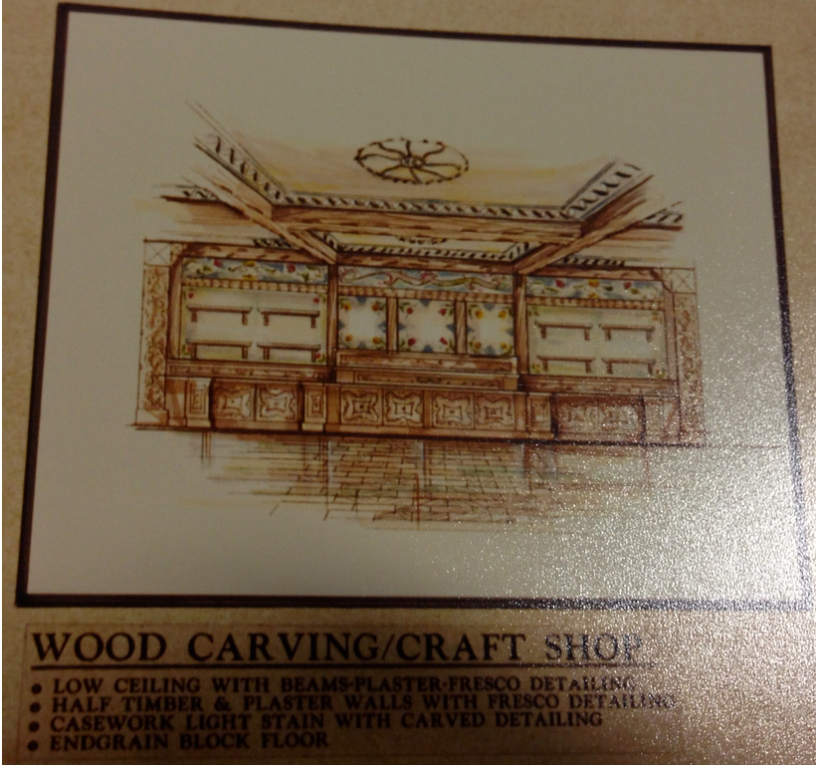 WOOD CARVING/CRAFT SHOP
• LOW CEILING WITH BEAMS-PLASTER-FRESCO DETAILING
• HALF TIMBER & PLASTER WALLS WITH FRESCO DETAILING
• CASEWORK LIGHT STAIN WITH CARVED DETAILING
• ENDGRAIN BLOCK FLOOR